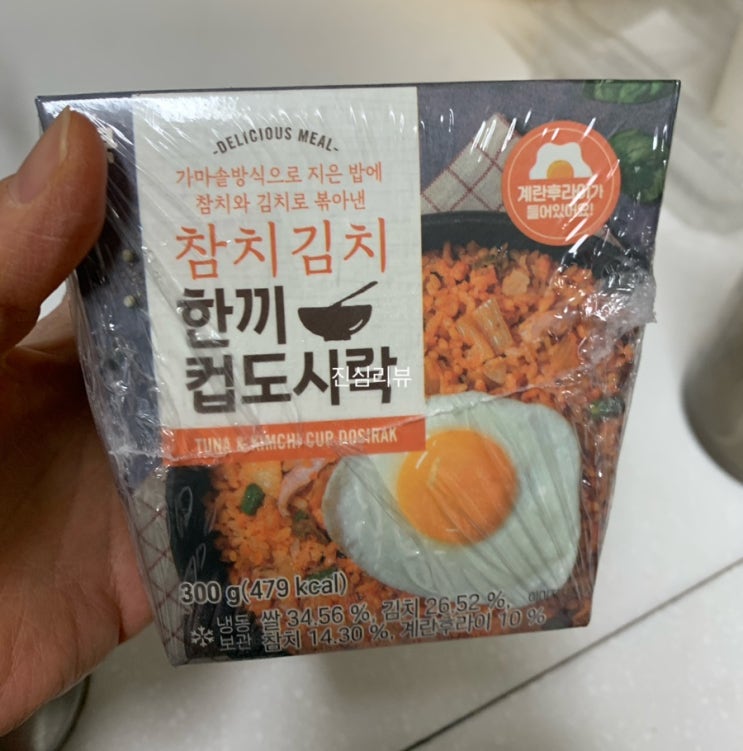 -DELICIOUS MEAL-
가마솥방식으로 지은 밥에
참치와 김치로 볶아낸
참치김치
한끼
컵도시락
진심리뷰
TUNA & KIMCHI CUP DOSIRAK
계란후라이가
들어있어요!
300 g(479 kcal)
냉동 보관
쌀 34.56 %, 김치 26.52 %,
참치 14.30 %, 계란후라이 10 %